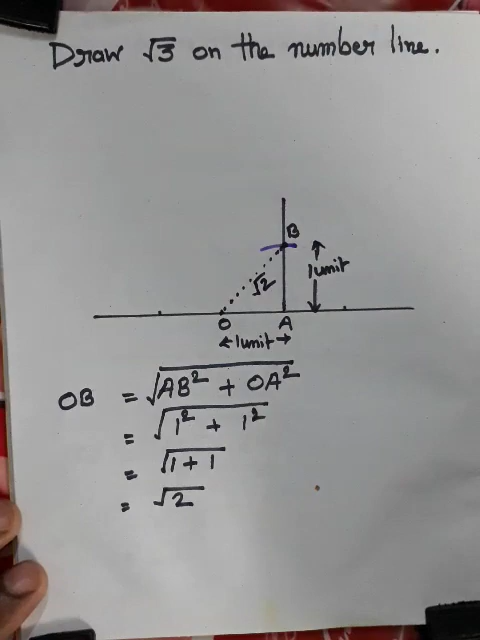 Draw √3 on the number line.
B
1unit
√2
O A
1unit
OB = √AB² + OA²
= √1² + 1²
= √1 + 1
= √2